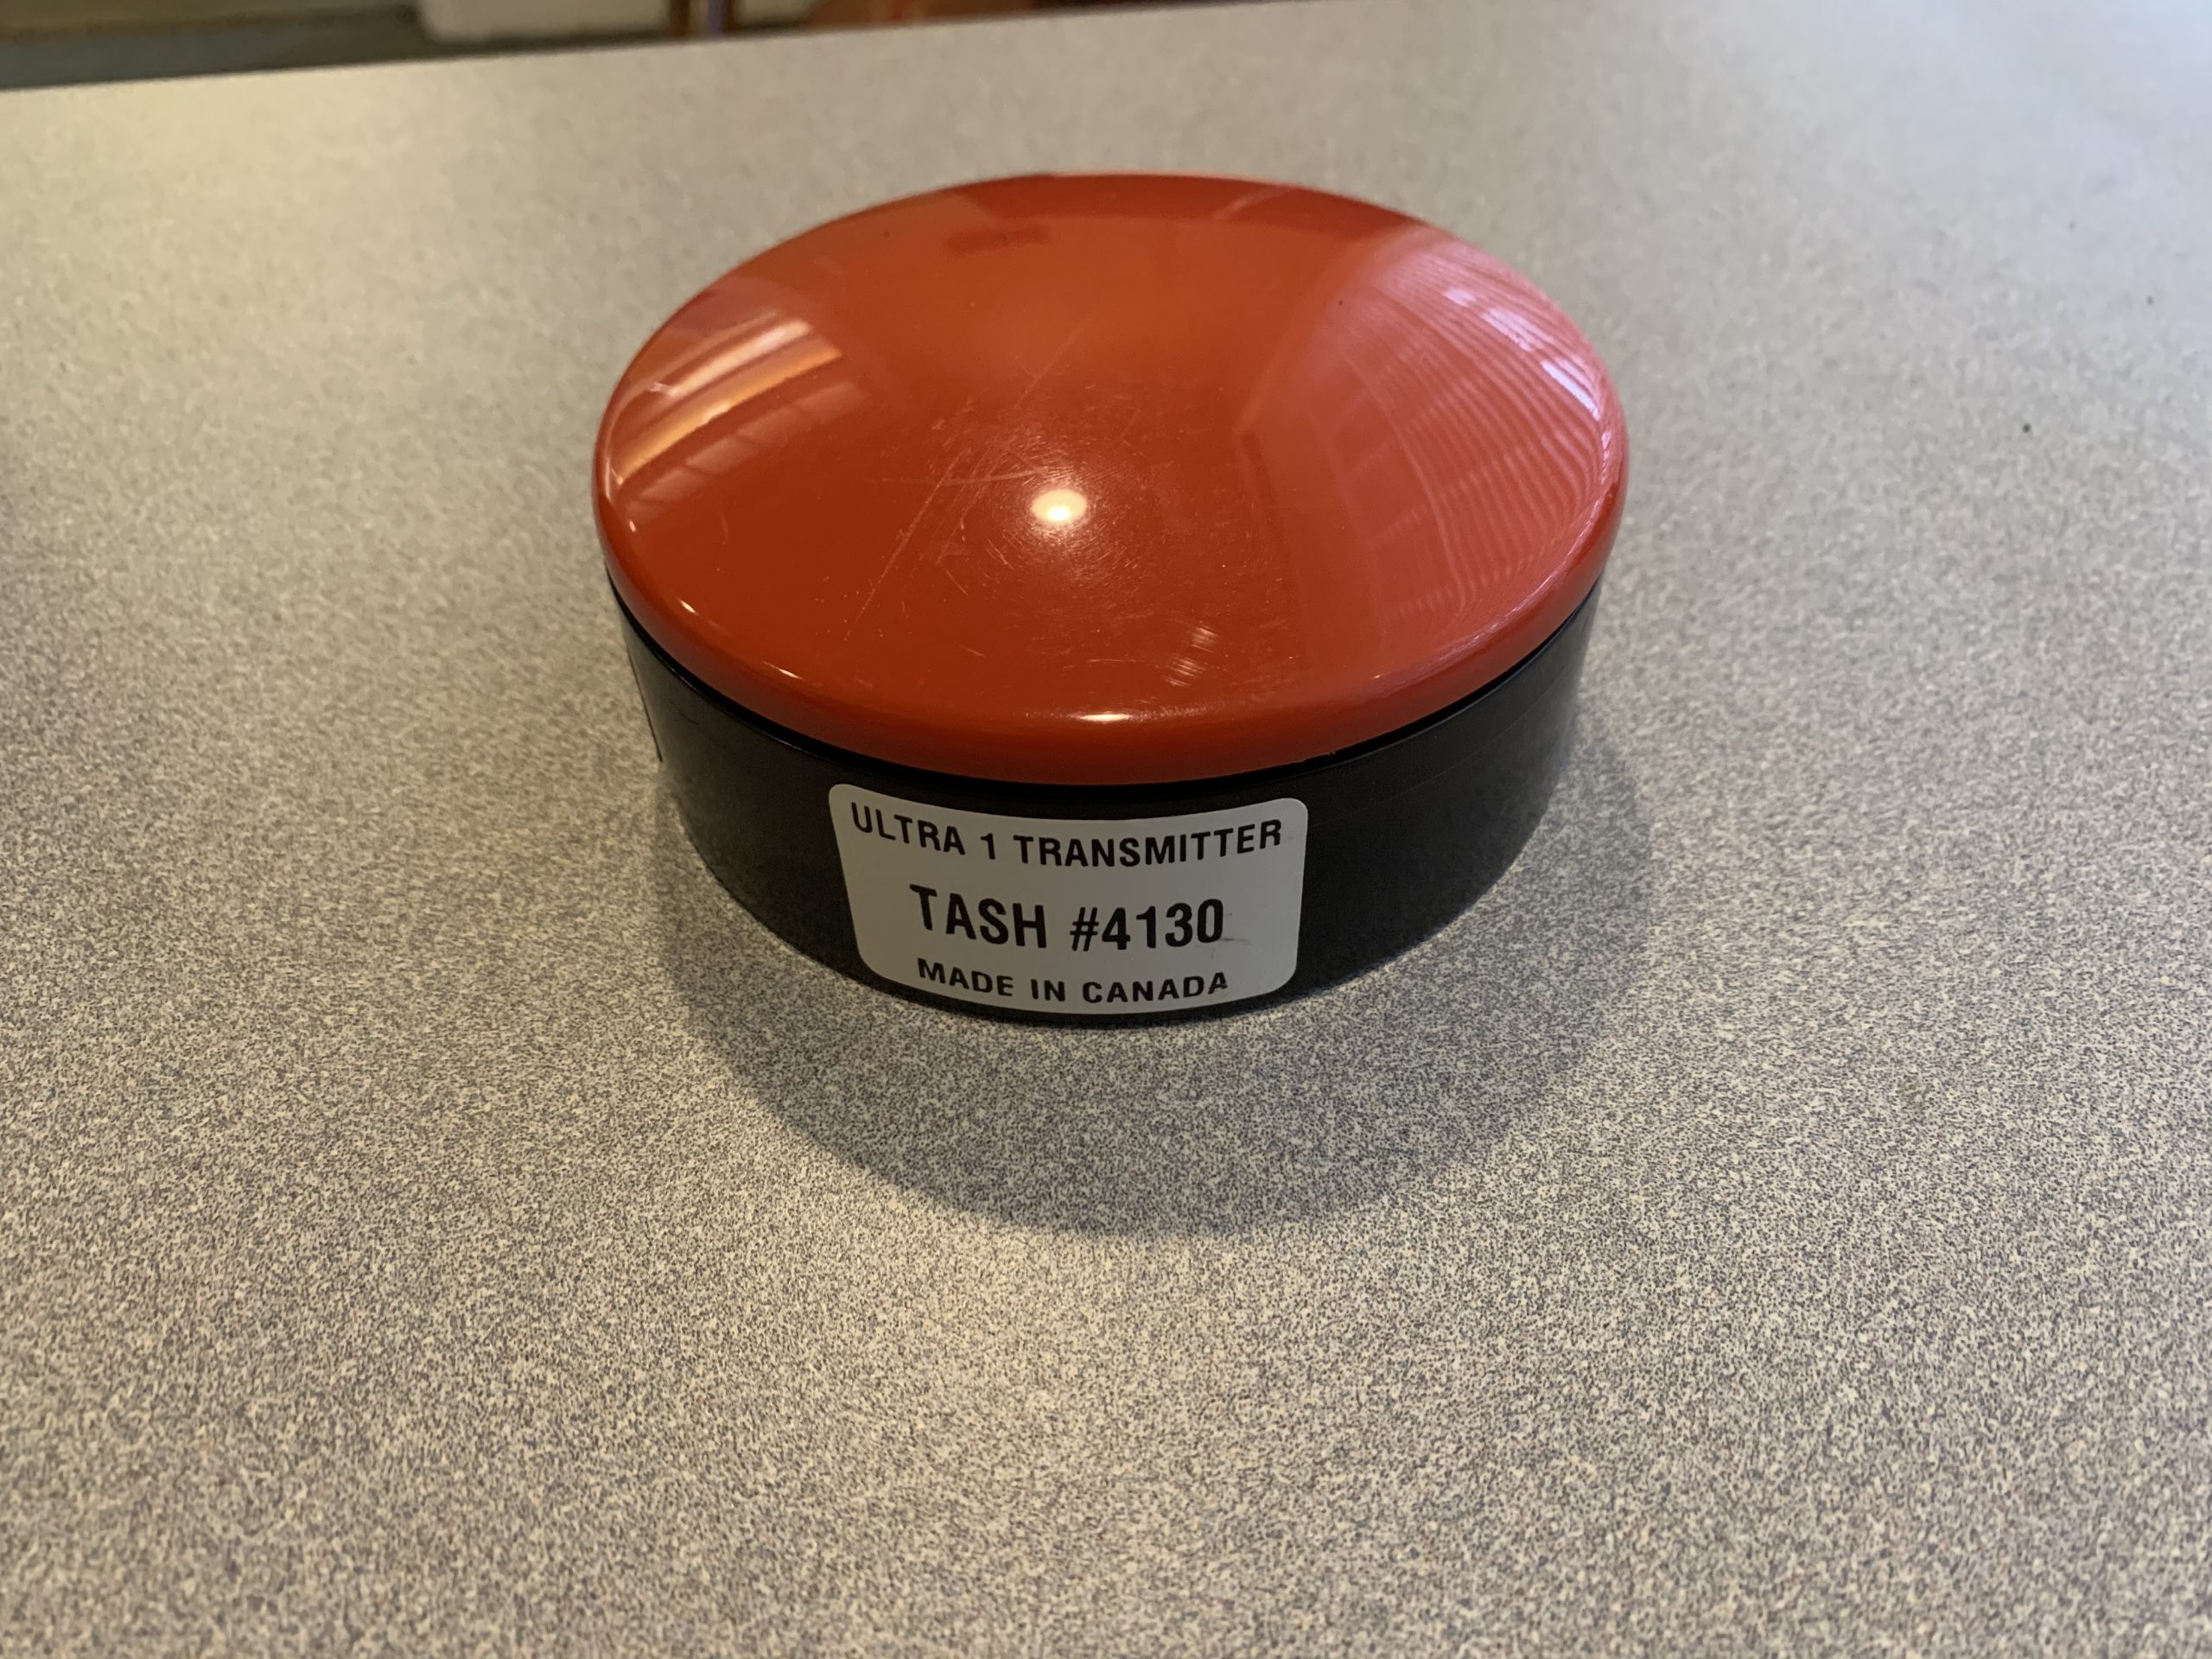 ULTRA 1 TRANSMITTER
TASH #4130
MADE IN CANADA